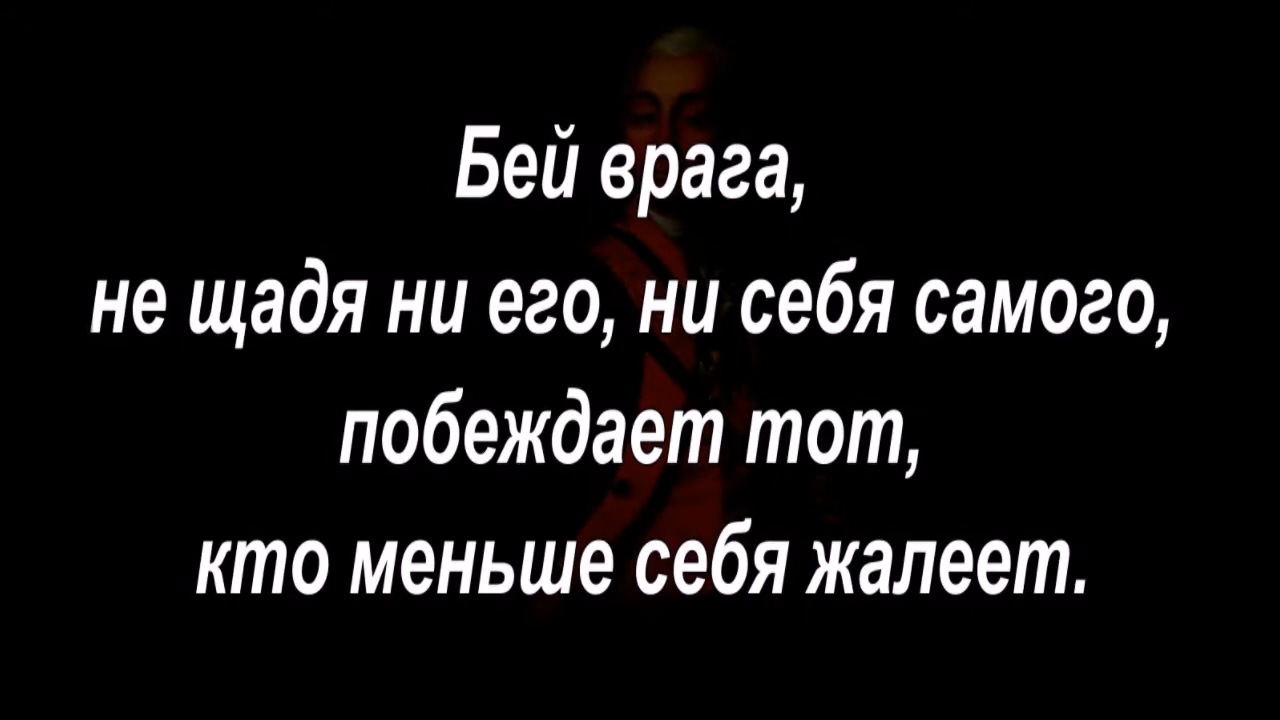 Бей врага,
не щадя ни его, ни себя самого,
побеждает тот,
кто меньше себя жалеет.